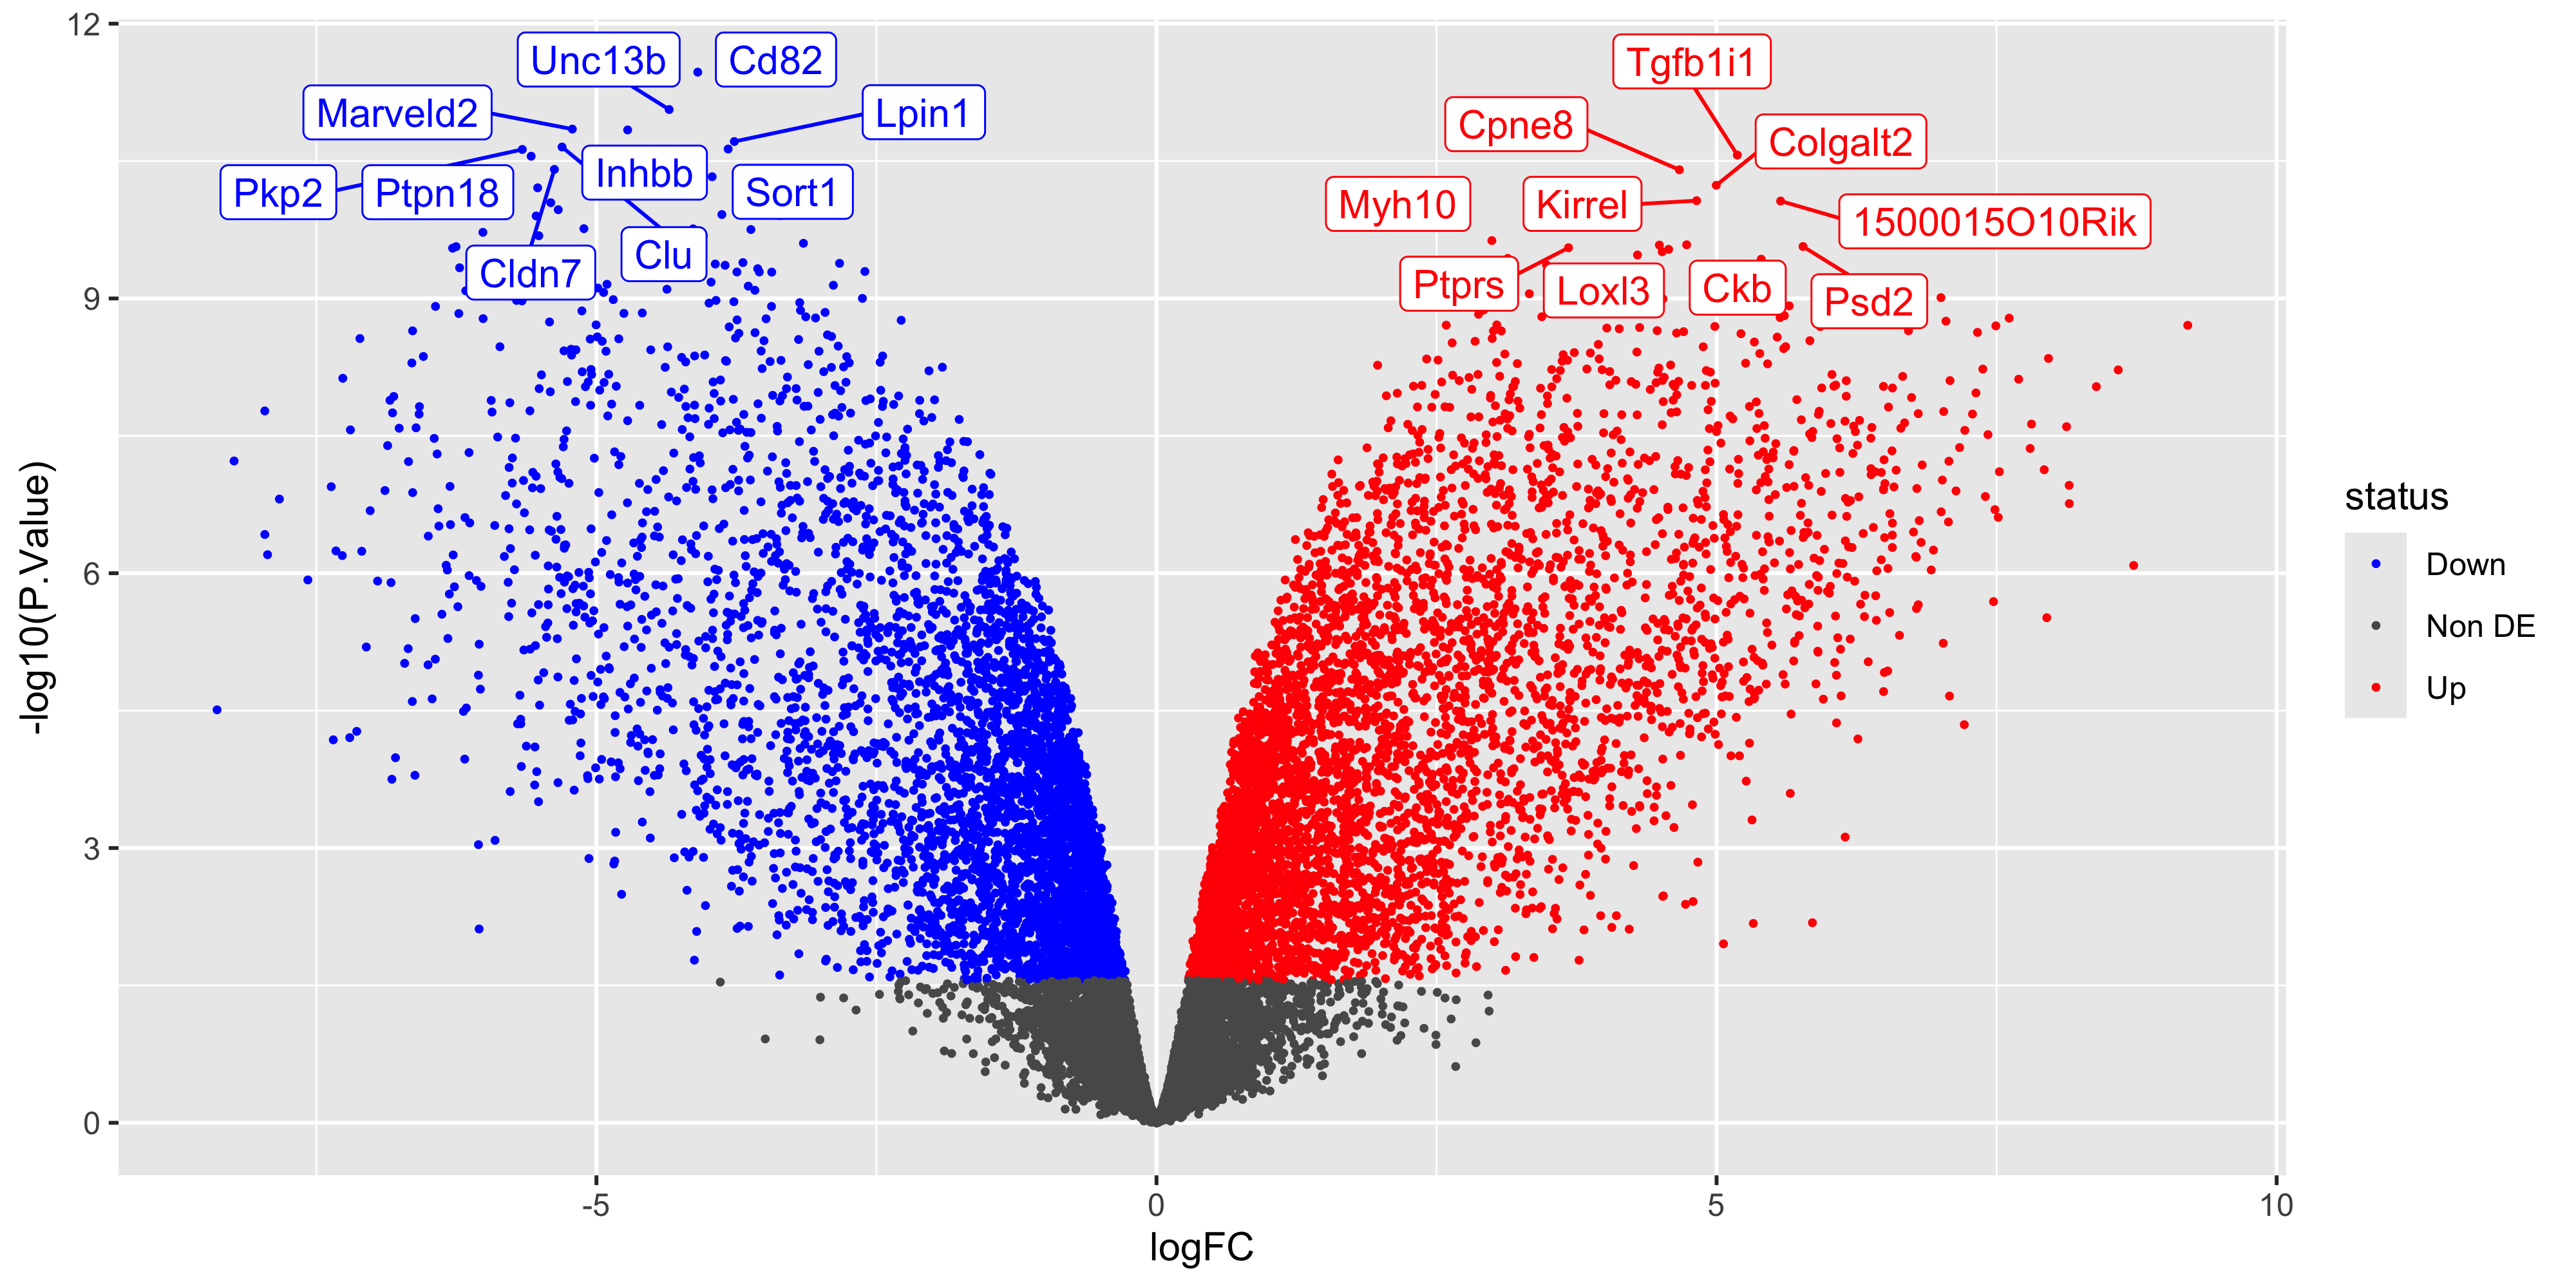 12
9
6
3
0
-log10(P.Value)
Unc13b
Cd82
Marveld2
Lpin1
Pkp2
Ptpn18
Inhbb
Sort1
Cldn7
Clu
Tgfb1i1
Cpne8
Colgalt2
Myh10
Kirrel
1500015O10Rik
Ptprs
Loxl3
Ckb
Psd2
-5
0
5
10
logFC
status
Down
Non DE
Up